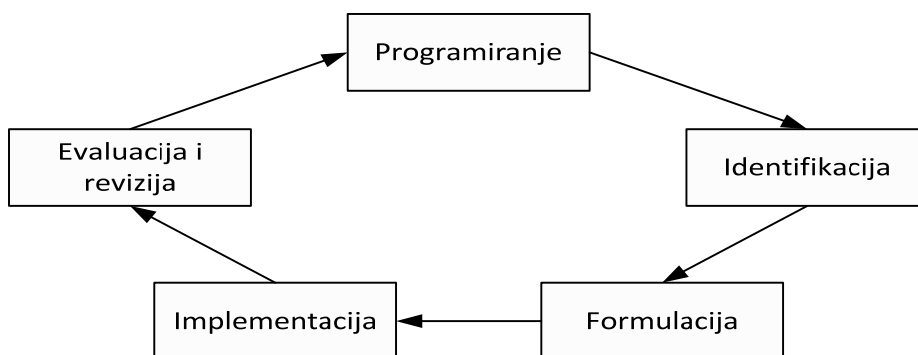 Programiranje
Evaluacija i
revizija
Identifikacija
Implementacija
Formulacija